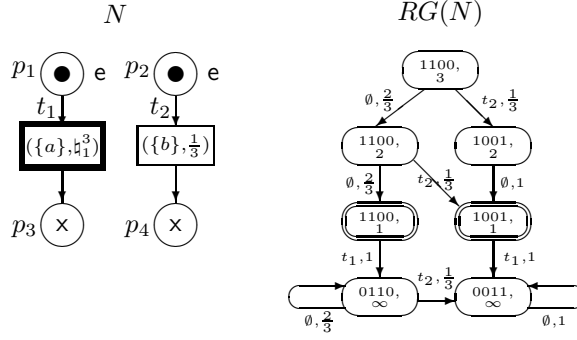 N RG(N)
p₁ e p₂ e
t₁ t₂
({a},♮³₁) ({b},1/3)
p₃ x p₄ x
1100, 3
∅,2/3 t₂,1/3
1100, 2 1001, 2
∅,2/3 t₂,1/3 ∅,1
1100, 1 1001, 1
t₁,1 t₁,1
0110, ∞ t₂,1/3 0011, ∞
∅,2/3 ∅,1